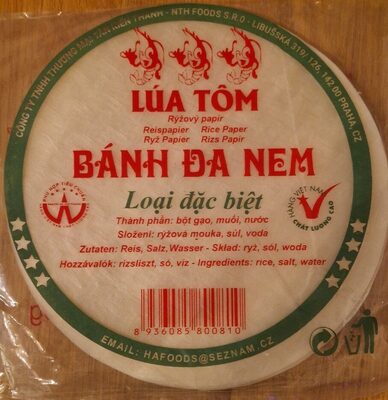 CÔNG TY TNHH THƯƠNG MẠI TÂN KIÊN THÀNH - NTH FOODS S.R.O - LIBUŠSKÁ 319/126, 142 00 PRAHA, CZ
LÚA TÔM
Rýžový papír
Reispapier Rice Paper
Ryż Papier Rizs Papír
BÁNH ĐA NEM
Loại đặc biệt
Thành phần: bột gạo, muối, nước
Složení: rýžová mouka, sůl, voda
Zutaten: Reis, Salz, Wasser - Sklad: ryż, sól, woda
Hozzávalók: rizsliszt, só, víz - Ingredients: rice, salt, water
HÀNG VIỆT NAM
CHẤT LƯỢNG CAO
8 936085 800810
EMAIL: HAFOODS@SEZNAM.CZ